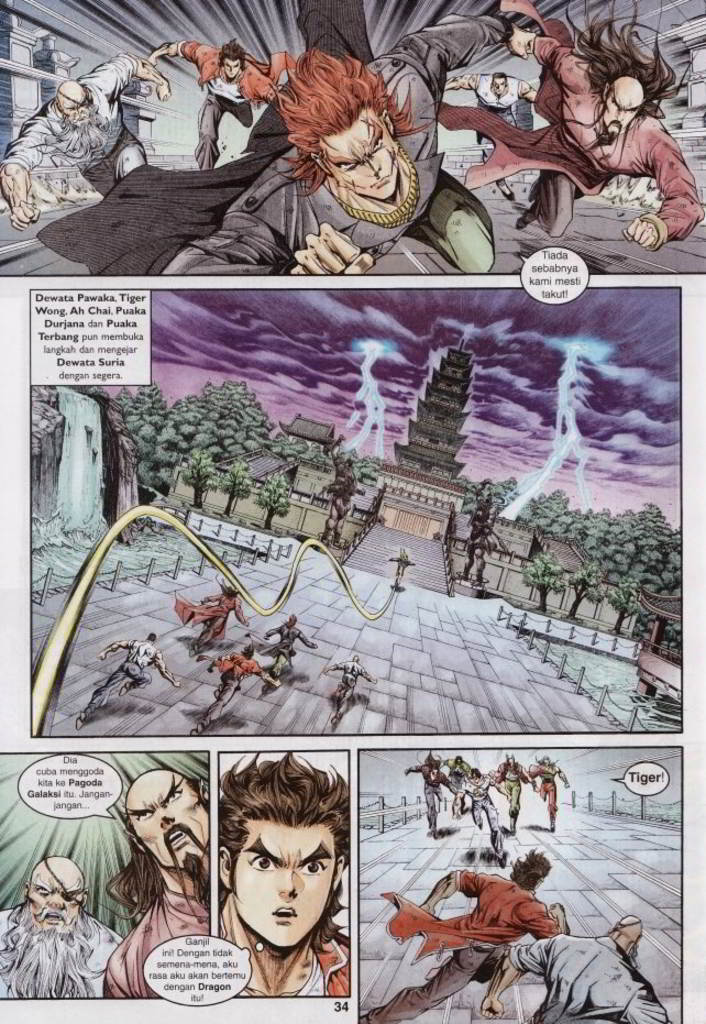 Tiada
sebabnya
kami mesti
takut!
Dewata Pawaka, Tiger
Wong, Ah Chai, Puaka
Durjana dan Puaka
Terbang pun membuka
langkah dan mengejar
Dewata Suria
dengan segera.
Dia
cuba menggoda
kita ke Pagoda
Galaksi itu. Jangan-
jangan...
Ganjil
ini! Dengan tidak
semena-mena, aku
rasa aku akan bertemu
dengan Dragon
itu!
Tiger!
34